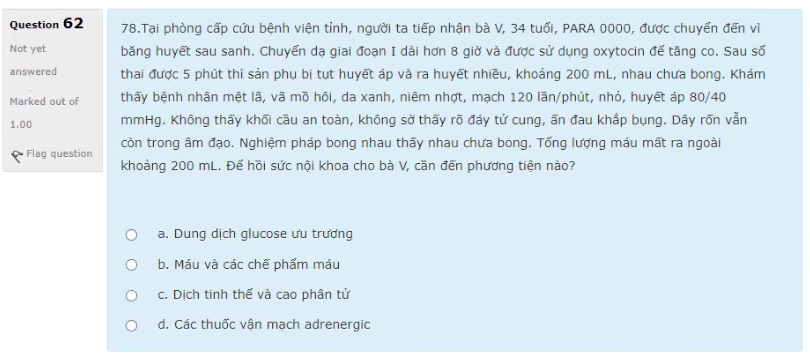 Question 62
Not yet
answered
Marked out of
1.00
Flag question
78.Tại phòng cấp cứu bệnh viện tỉnh, người ta tiếp nhận bà V, 34 tuổi, PARA 0000, được chuyển đến vì
băng huyết sau sanh. Chuyển dạ giai đoạn I dài hơn 8 giờ và được sử dụng oxytocin để tăng co. Sau sổ
thai được 5 phút thì sản phụ bị tụt huyết áp và ra huyết nhiều, khoảng 200 mL, nhau chưa bong. Khám
thấy bệnh nhân mệt lã, vã mồ hôi, da xanh, niêm nhợt, mạch 120 lần/phút, nhỏ, huyết áp 80/40
mmHg. Không thấy khối cầu an toàn, không sờ thấy rõ đáy tử cung, ấn đau khắp bụng. Dây rốn vẫn
còn trong âm đạo. Nghiệm pháp bong nhau thấy nhau chưa bong. Tổng lượng máu mất ra ngoài
khoảng 200 mL. Để hồi sức nội khoa cho bà V, cần đến phương tiện nào?
a. Dung dịch glucose ưu trương
b. Máu và các chế phẩm máu
c. Dịch tinh thể và cao phân tử
d. Các thuốc vận mạch adrenergic